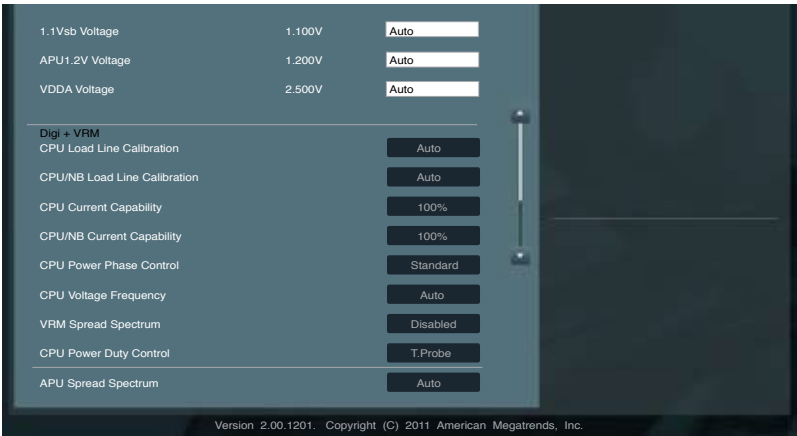 1.1Vsb Voltage 1.100V Auto
APU1.2V Voltage 1.200V Auto
VDDA Voltage 2.500V Auto
Digi + VRM
CPU Load Line Calibration Auto
CPU/NB Load Line Calibration Auto
CPU Current Capability 100%
CPU/NB Current Capability 100%
CPU Power Phase Control Standard
CPU Voltage Frequency Auto
VRM Spread Spectrum Disabled
CPU Power Duty Control T.Probe
APU Spread Spectrum Auto
Version 2.00.1201. Copyright (C) 2011 American Megatrends, Inc.